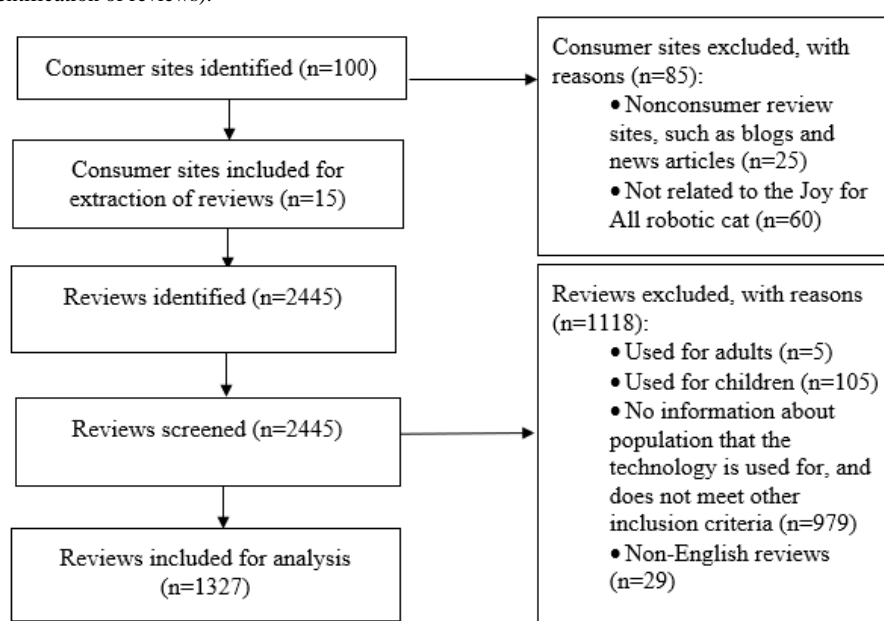 Consumer sites identified (n=100)
Consumer sites excluded, with
reasons (n=85):
• Nonconsumer review
sites, such as blogs and
news articles (n=25)
• Not related to the Joy for
All robotic cat (n=60)
Consumer sites included for
extraction of reviews (n=15)
Reviews identified (n=2445)
Reviews screened (n=2445)
Reviews excluded, with reasons
(n=1118):
• Used for adults (n=5)
• Used for children (n=105)
• No information about
population that the
technology is used for, and
does not meet other
inclusion criteria (n=979)
• Non-English reviews
(n=29)
Reviews included for analysis
(n=1327)